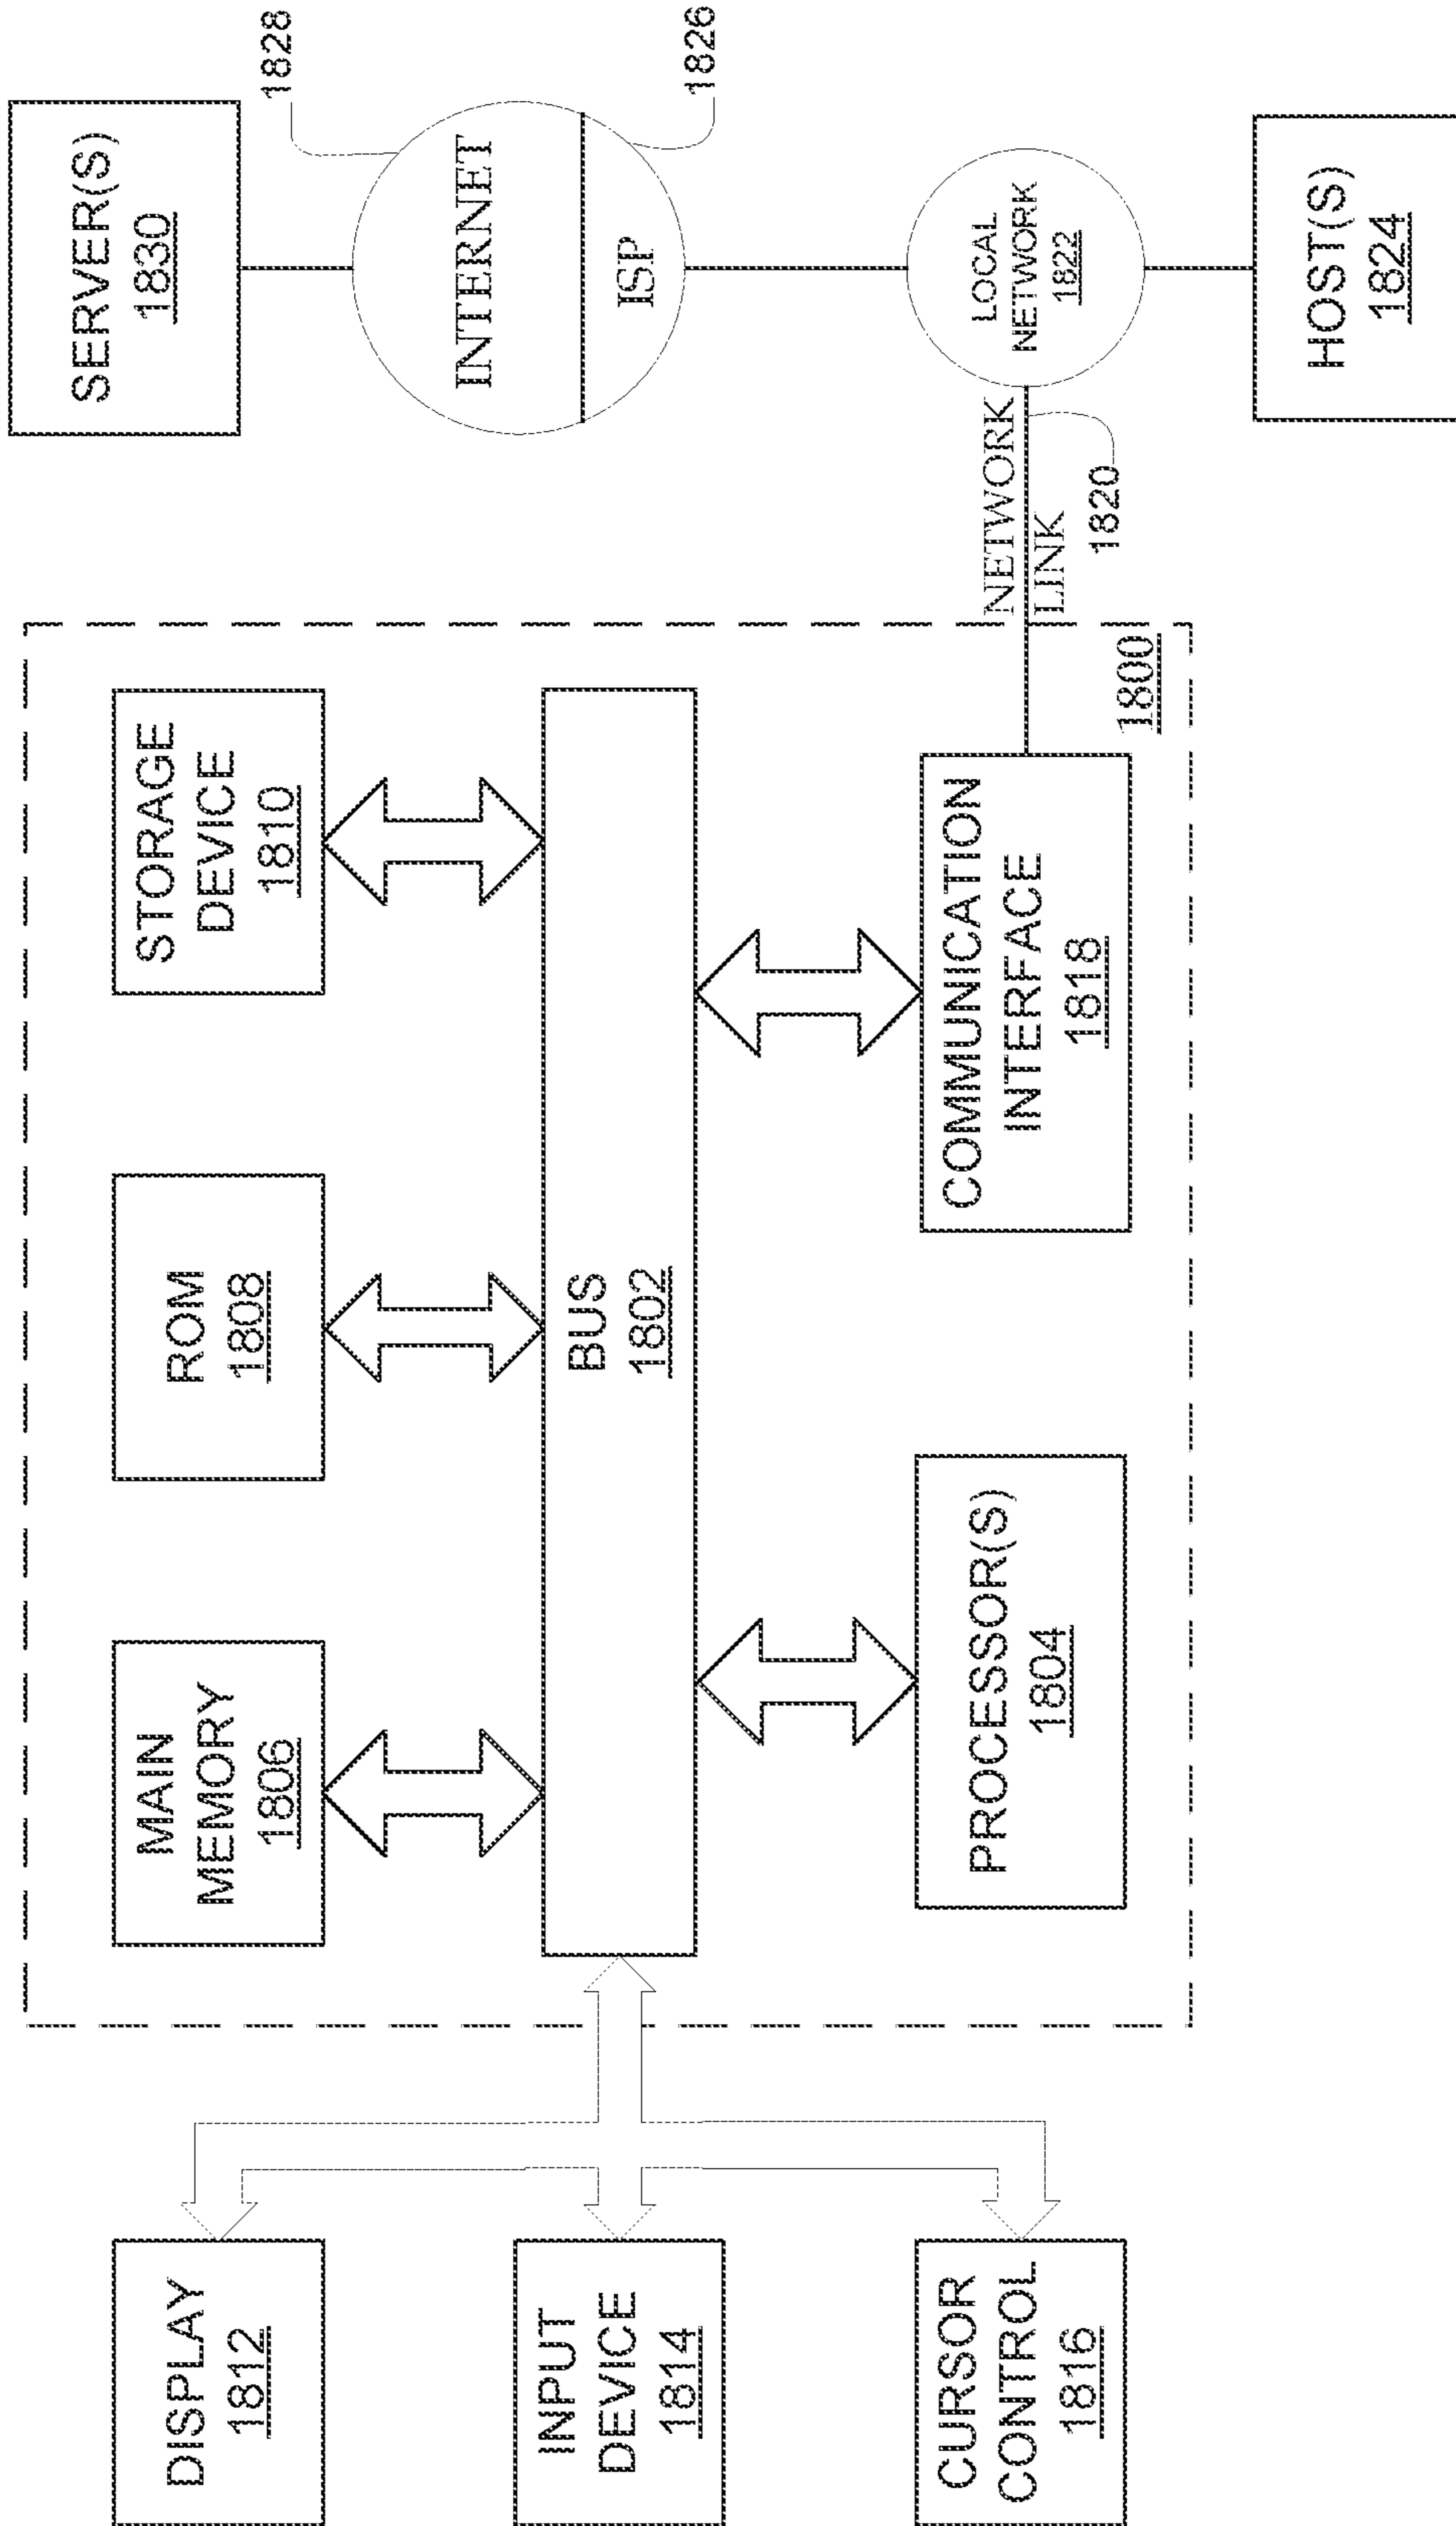 DISPLAY
1812
INPUT
DEVICE
1814
CURSOR
CONTROL
1816
MAIN
MEMORY
1806
ROM
1808
STORAGE
DEVICE
1810
BUS
1802
PROCESSOR(S)
1804
COMMUNICATION
INTERFACE
1818
1800
NETWORK
LINK
1820
SERVER(S)
1830
1828
INTERNET
ISP
1826
LOCAL
NETWORK
1822
HOST(S)
1824